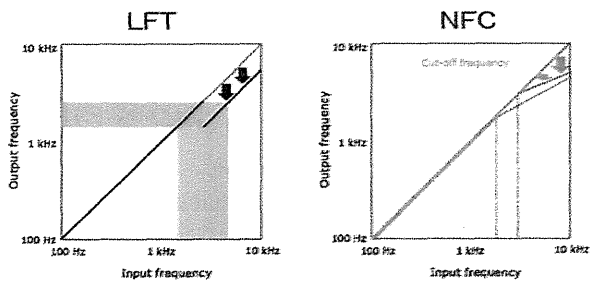 LFT
10 kHz
1 kHz
100 Hz
Output frequency
100 Hz
1 kHz
10 kHz
Input frequency
NFC
10 kHz
1 kHz
100 Hz
Output frequency
Cut-off frequency
100 Hz
1 kHz
10 kHz
Input frequency